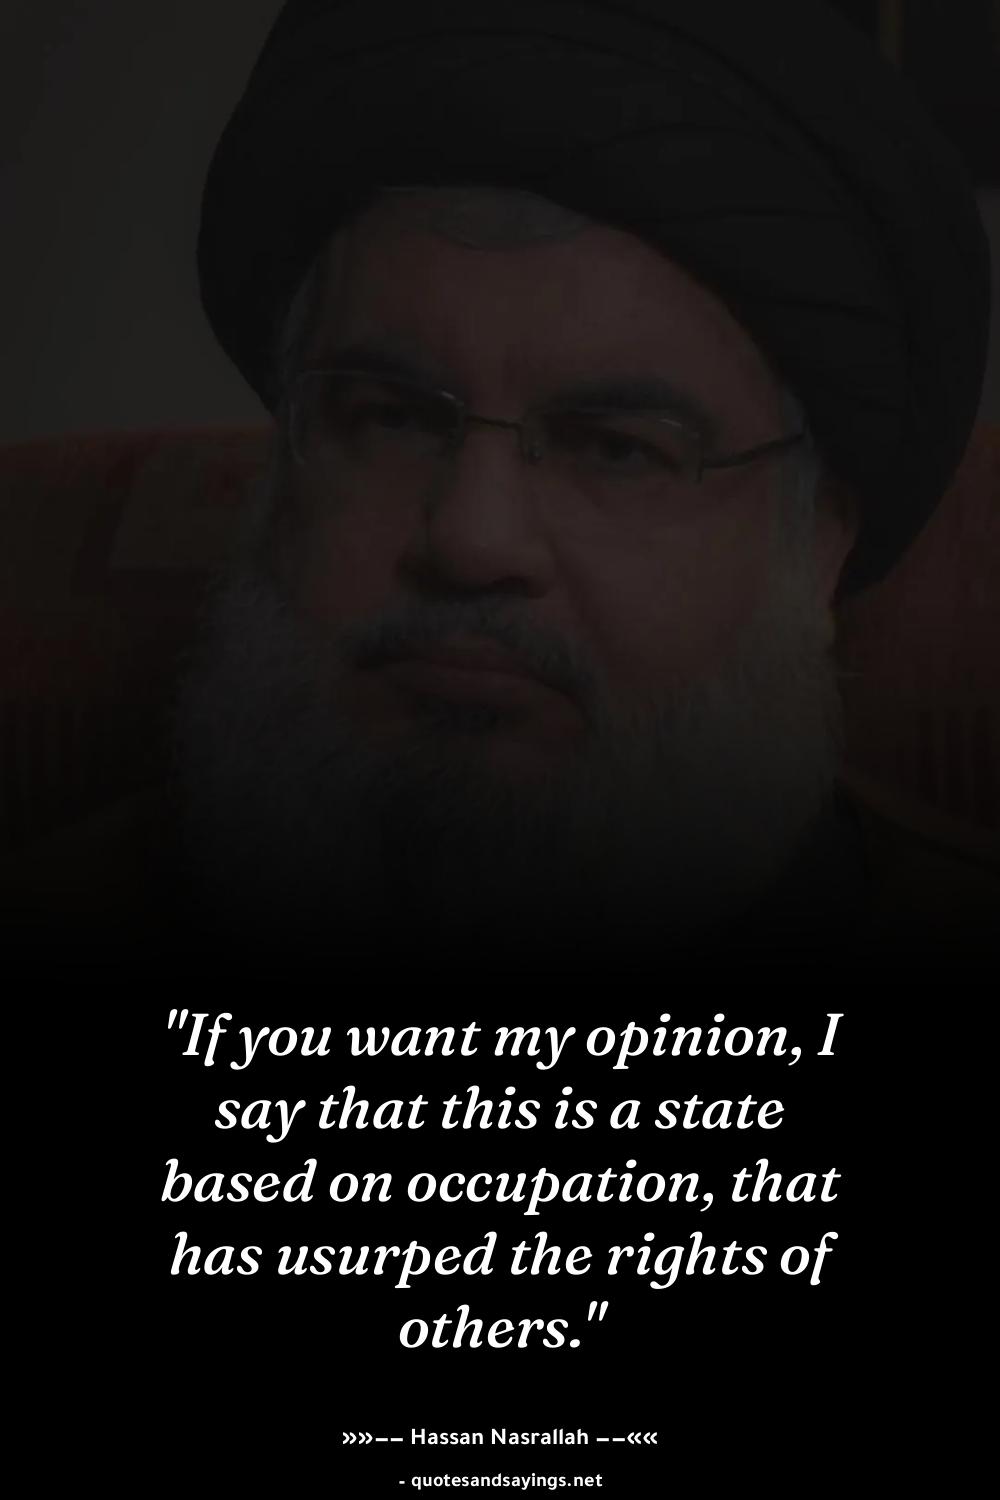 "If you want my opinion, I
say that this is a state
based on occupation, that
has usurped the rights of
others."
»»–– Hassan Nasrallah ––««
- quotesandsayings.net